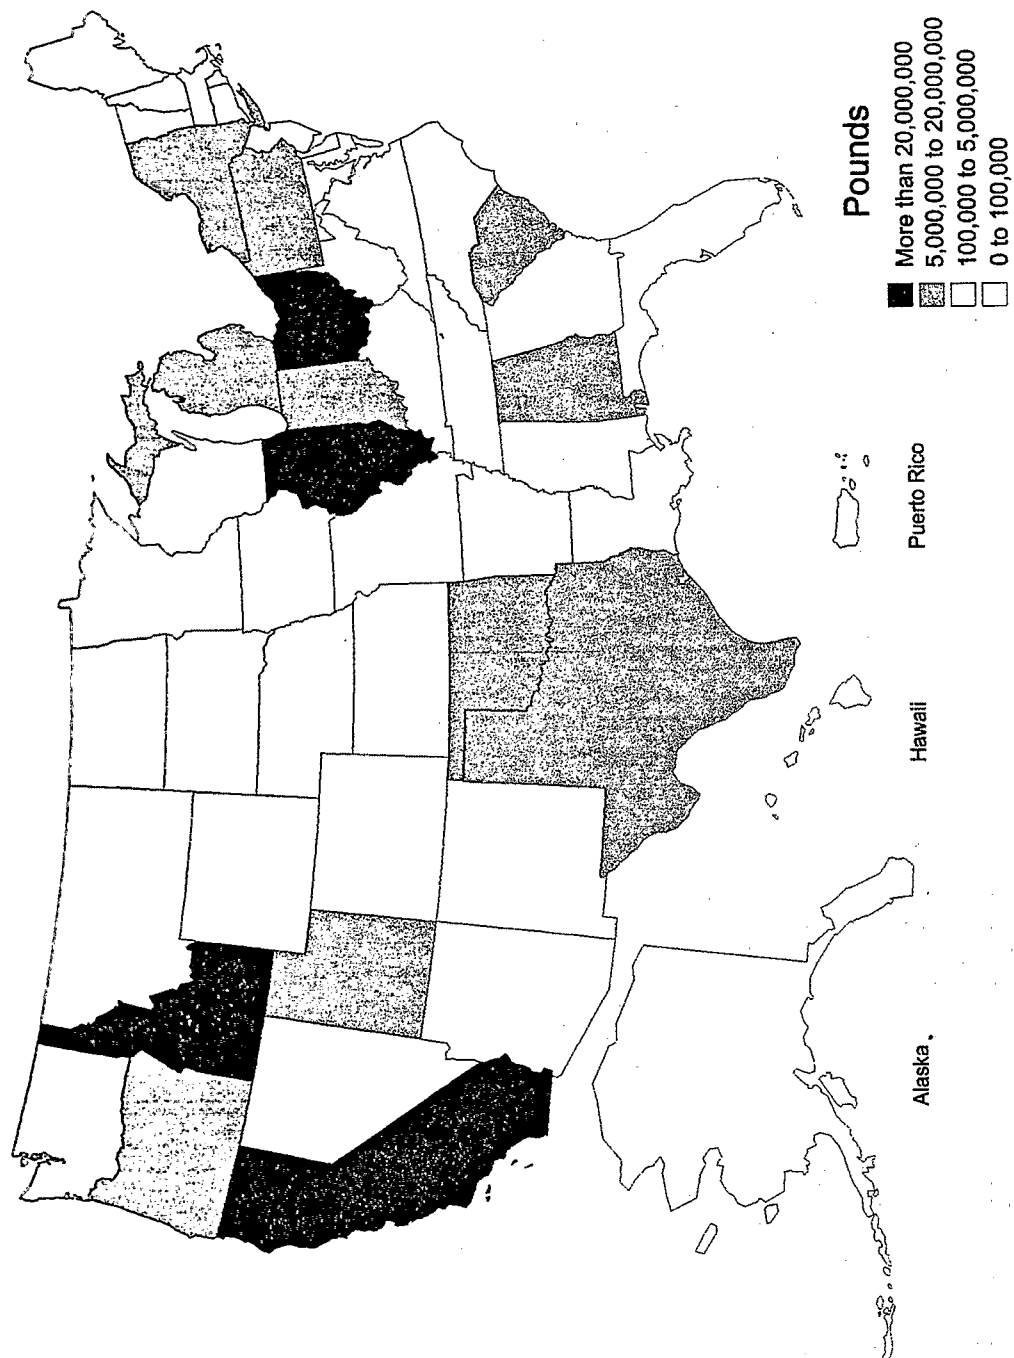 Pounds
More than 20,000,000
5,000,000 to 20,000,000
100,000 to 5,000,000
0 to 100,000
Alaska
Hawaii
Puerto Rico